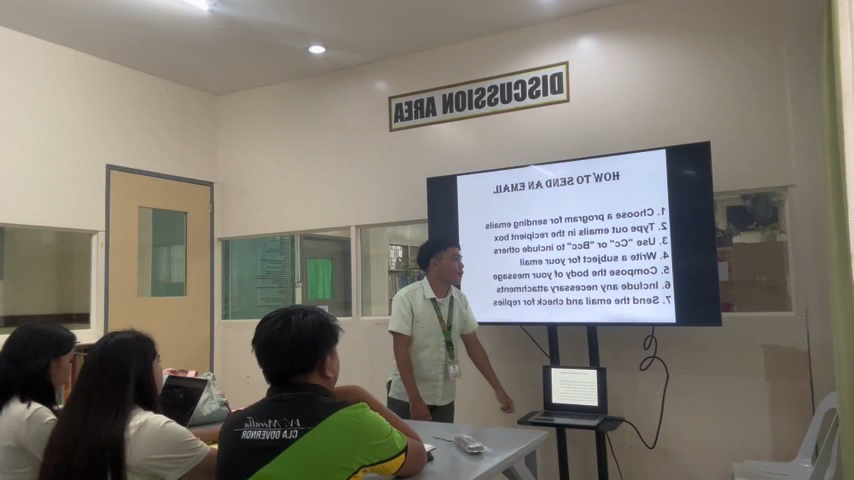 DISCUSSION AREA
HOW TO SEND AN EMAIL
1. Choose a program for sending emails
2. Type out emails in the recipient box
3. Use "Cc" or "Bcc" to include others
4. Write a subject for your email
5. Compose the body of your message
6. Include any necessary attachments
7. Send the email and check for replies
CLA GOVERNOR